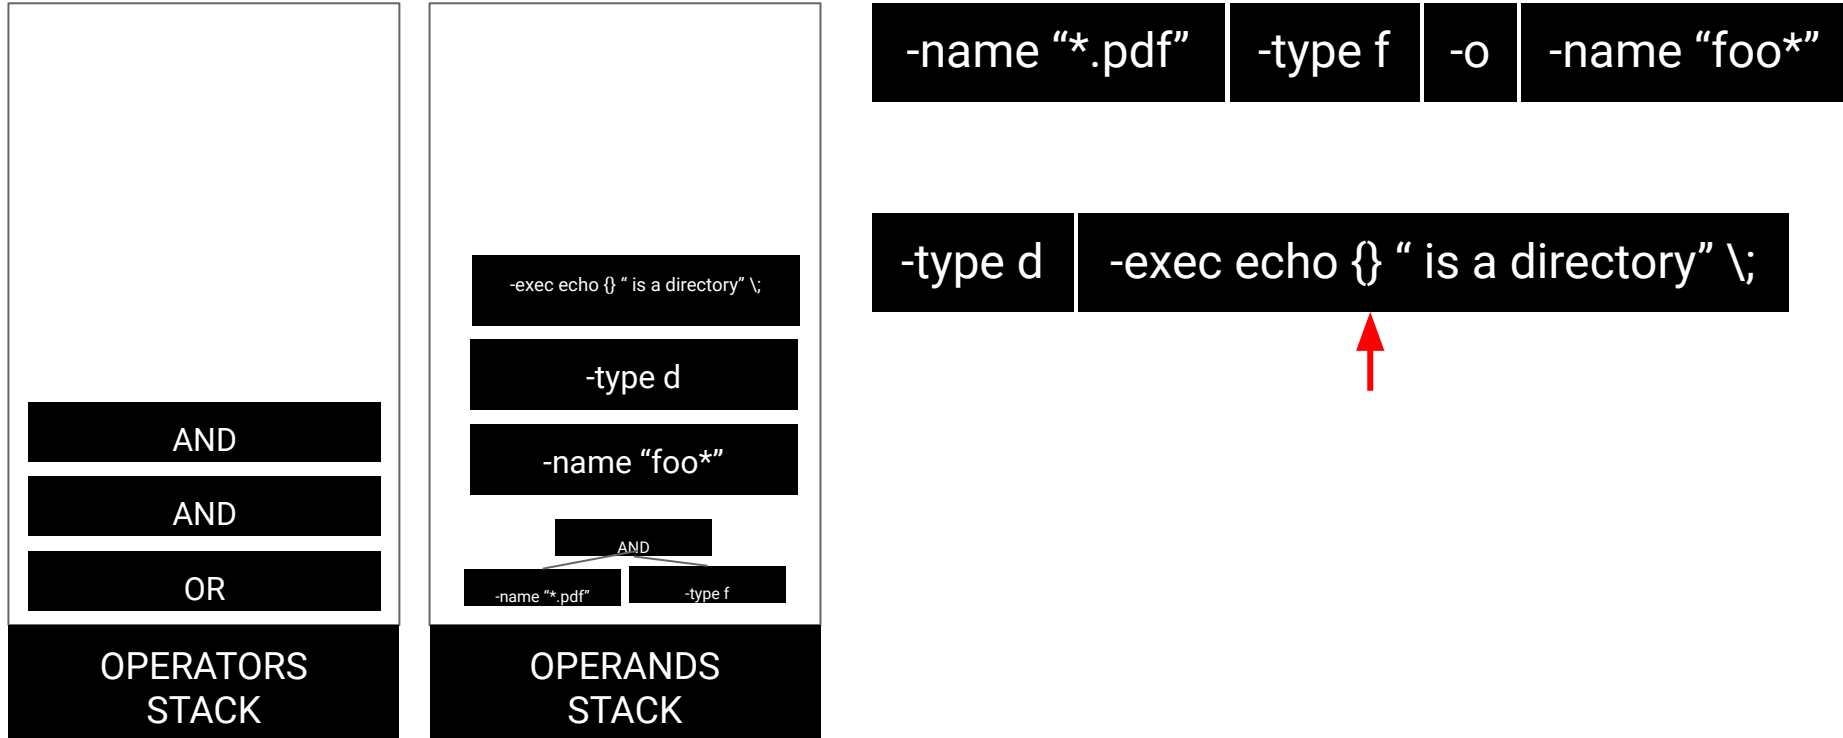 -name “*.pdf”
-type f
-o
-name “foo*”
-type d
-exec echo {} “ is a directory” \;
AND
AND
OR
OPERATORS
STACK
-exec echo {} “ is a directory” \;
-type d
-name “foo*”
AND
-name “*.pdf”
-type f
OPERANDS
STACK